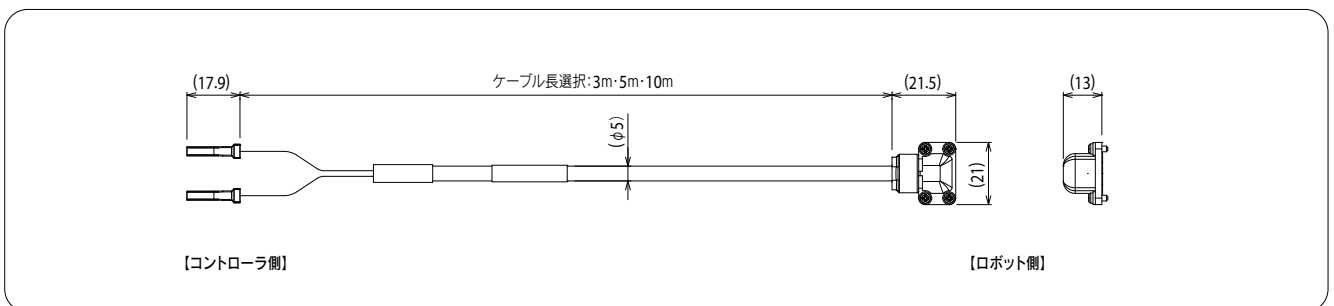 (17.9)
ケーブル長選択:3m・5m・10m
(21.5)
(13)
(φ5)
(21)
【コントローラ側】
【ロボット側】